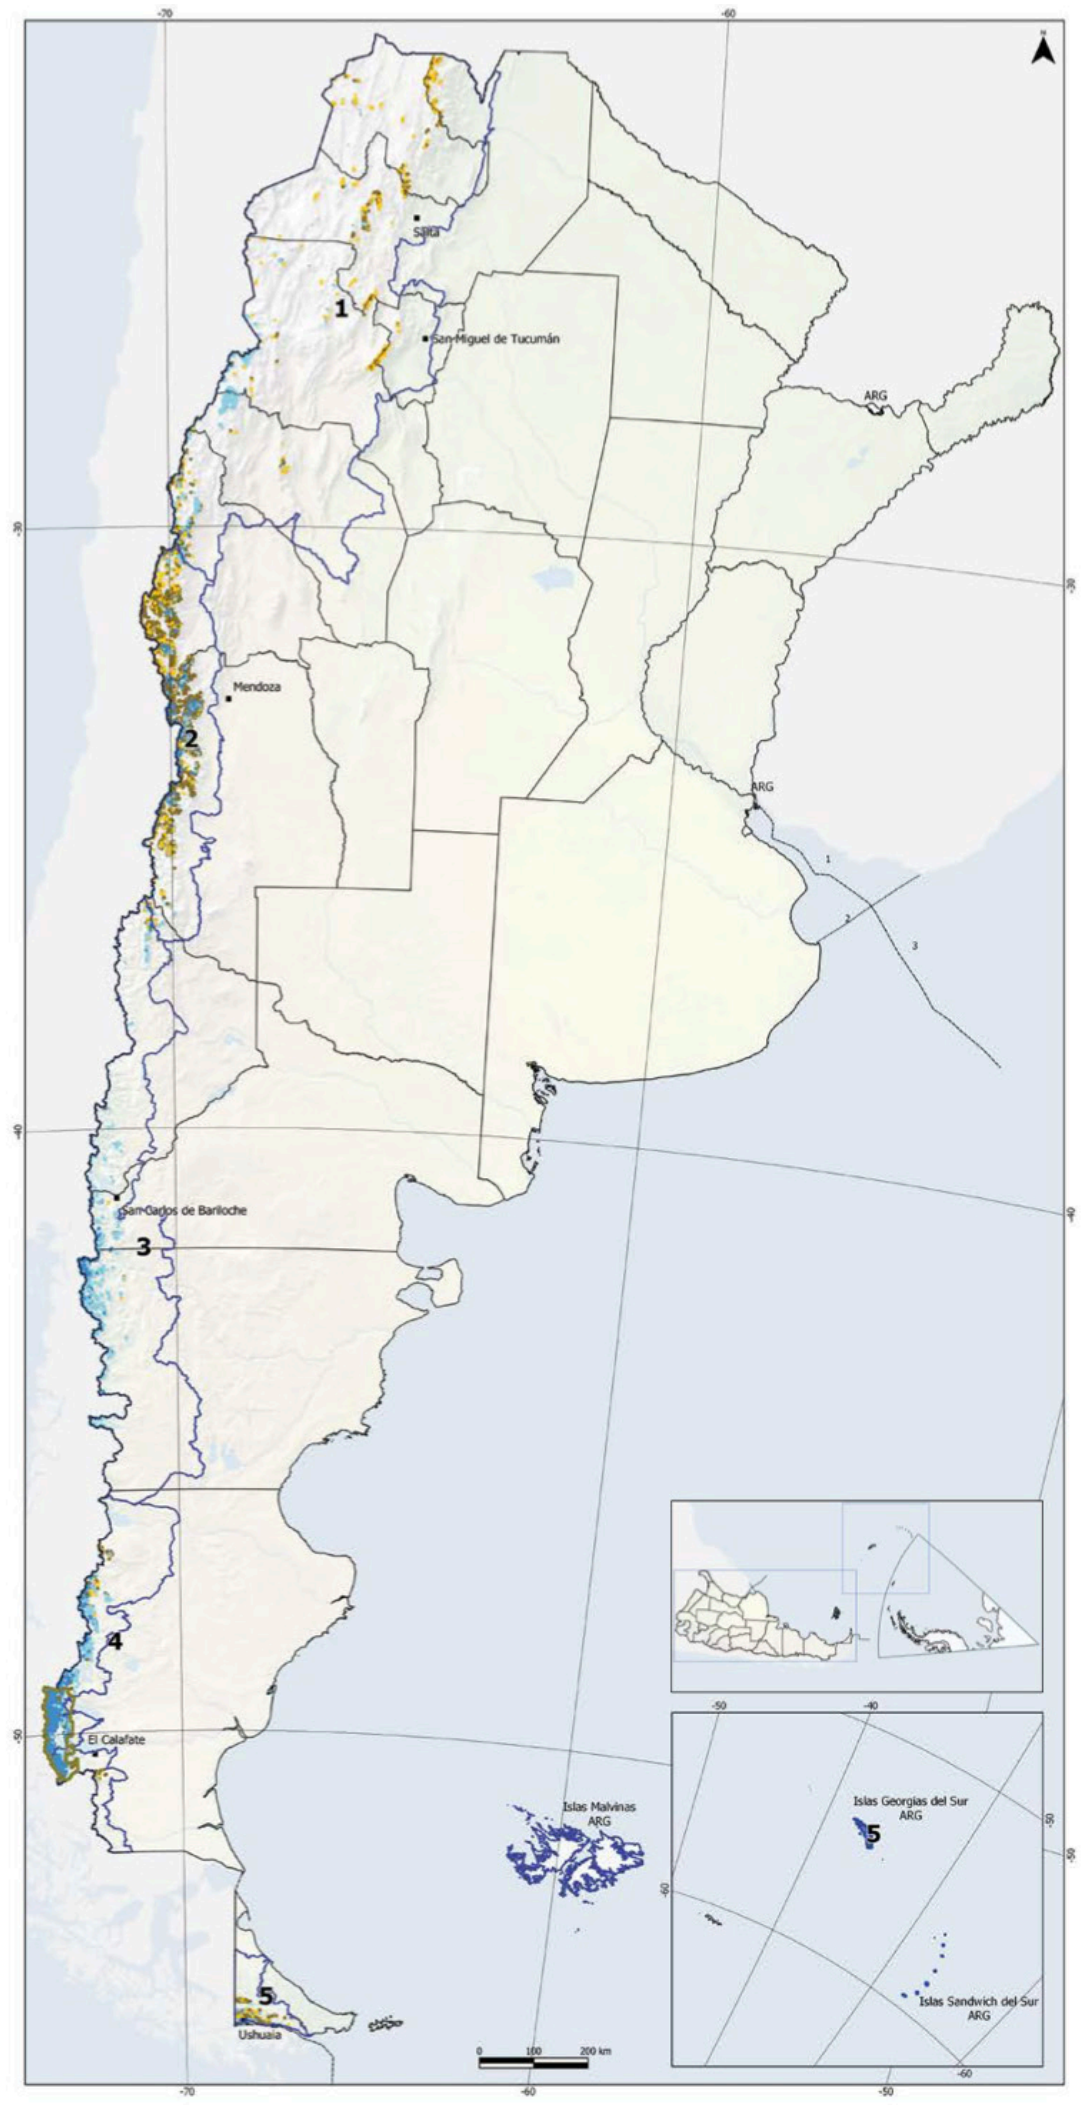 -70
-60
N
Salta
1
San Miguel de Tucumán
ARG
-30
-30
Mendoza
2
ARG
1
2
3
-40
San Carlos de Bariloche
-40
3
4
-50
-40
-50
El Calafate
Islas Malvinas
ARG
Islas Georgias del Sur
ARG
5
-50
-50
-60
5
Islas Sandwich del Sur
ARG
Ushuaia
0 100 200 km
-60
-70
-60
-50